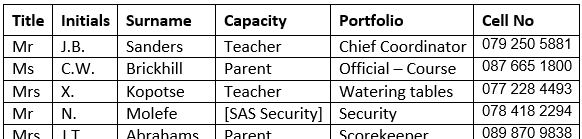 Title Initials Surname Capacity Portfolio Cell No
Mr J.B. Sanders Teacher Chief Coordinator 079 250 5881
Ms C.W. Brickhill Parent Official – Course 087 665 1800
Mrs X. Kopotse Teacher Watering tables 077 228 4493
Mr N. Molefe [SAS Security] Security 078 418 2294
Mrs J.T. Abrahams Parent Scorekeeper 089 870 9838